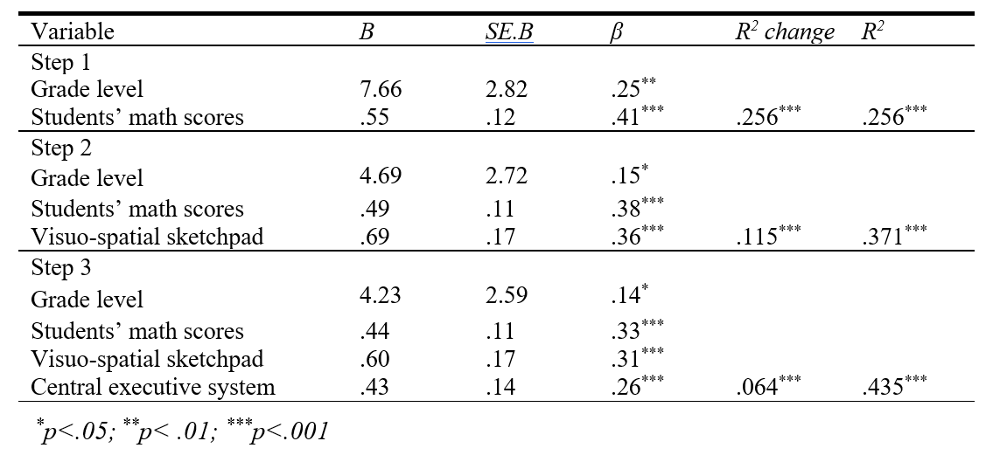 Variable B SE.B β R² change R²
Step 1
Grade level 7.66 2.82 .25**
Students’ math scores .55 .12 .41*** .256*** .256***
Step 2
Grade level 4.69 2.72 .15*
Students’ math scores .49 .11 .38***
Visuo-spatial sketchpad .69 .17 .36*** .115*** .371***
Step 3
Grade level 4.23 2.59 .14*
Students’ math scores .44 .11 .33***
Visuo-spatial sketchpad .60 .17 .31***
Central executive system .43 .14 .26*** .064*** .435***
*p<.05; **p< .01; ***p<.001